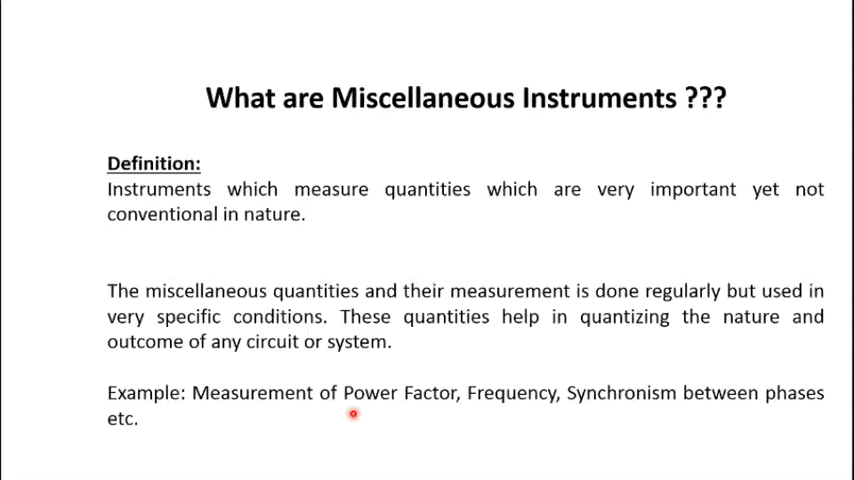 What are Miscellaneous Instruments ???
Definition:
Instruments which measure quantities which are very important yet not
conventional in nature.
The miscellaneous quantities and their measurement is done regularly but used in
very specific conditions. These quantities help in quantizing the nature and
outcome of any circuit or system.
Example: Measurement of Power Factor, Frequency, Synchronism between phases
etc.